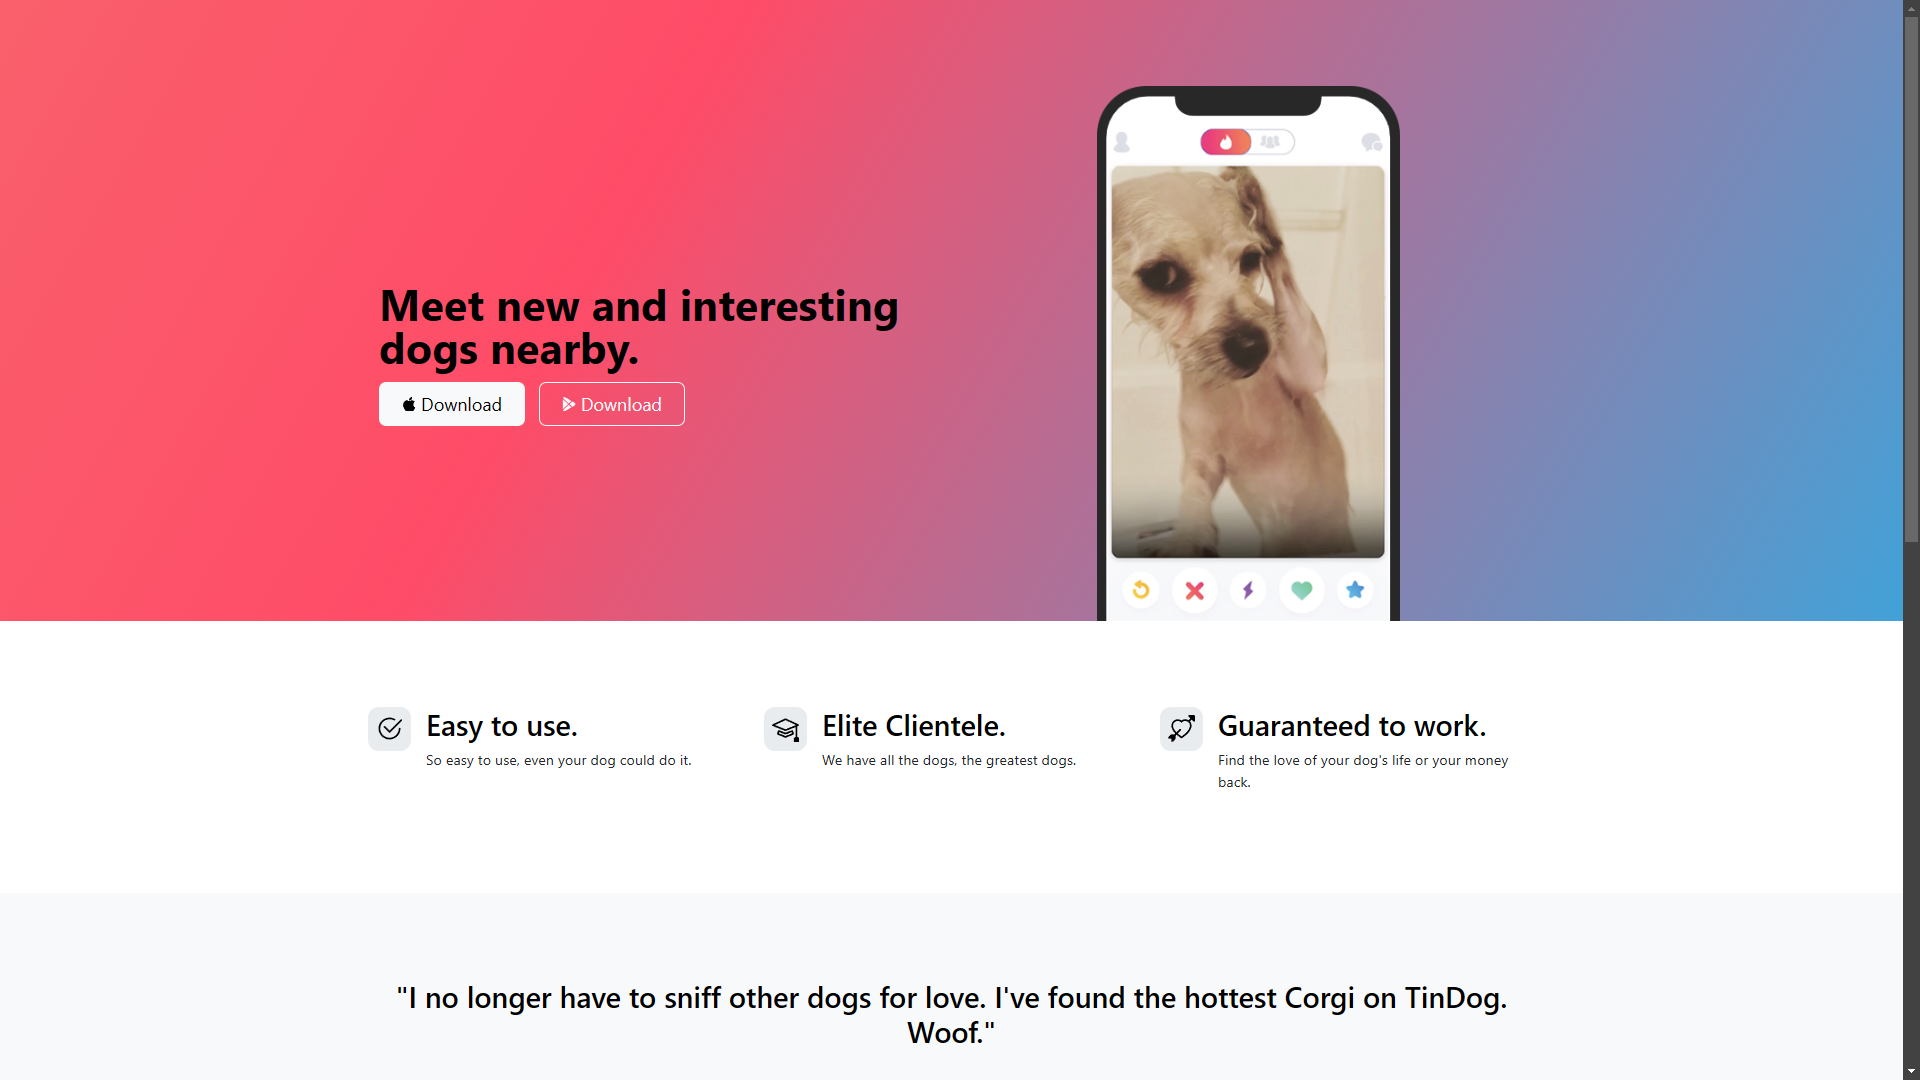 Meet new and interesting
dogs nearby.
Download
Download
Easy to use.
So easy to use, even your dog could do it.
Elite Clientele.
We have all the dogs, the greatest dogs.
Guaranteed to work.
Find the love of your dog's life or your money
back.
"I no longer have to sniff other dogs for love. I've found the hottest Corgi on TinDog.
Woof."